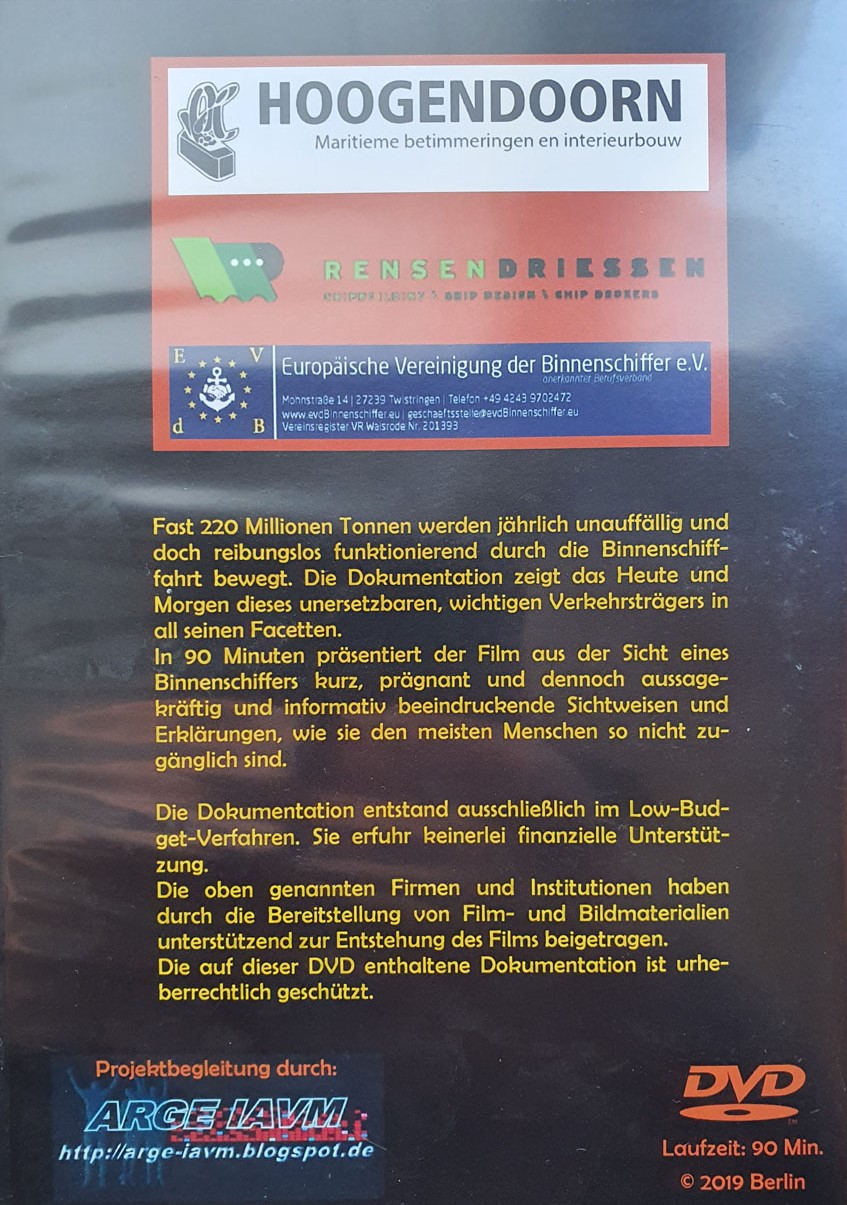 HOOGENDOORN
Maritieme betimmeringen en interieurbouw
RENSENDRIESSEN
SHIPBUILDING \ SHIP DESIGN \ SHIP BROKERS
E V
d B
Europäische Vereinigung der Binnenschiffer e.V.
anerkannter Berufsverband
Mohnstraße 14 | 27239 Twistringen | Telefon +49 4243 9702472
www.evdBinnenschiffer.eu | geschaeftsstelle@evdBinnenschiffer.eu
Vereinsregister VR Walsrode Nr. 201393
Fast 220 Millionen Tonnen werden jährlich unauffällig und
doch reibungslos funktionierend durch die Binnenschiff-
fahrt bewegt. Die Dokumentation zeigt das Heute und
Morgen dieses unersetzbaren, wichtigen Verkehrsträgers in
all seinen Facetten.
In 90 Minuten präsentiert der Film aus der Sicht eines
Binnenschiffers kurz, prägnant und dennoch aussage-
kräftig und informativ beeindruckende Sichtweisen und
Erklärungen, wie sie den meisten Menschen so nicht zu-
gänglich sind.
Die Dokumentation entstand ausschließlich im Low-Bud-
get-Verfahren. Sie erfuhr keinerlei finanzielle Unterstüt-
zung.
Die oben genannten Firmen und Institutionen haben
durch die Bereitstellung von Film- und Bildmaterialien
unterstützend zur Entstehung des Films beigetragen.
Die auf dieser DVD enthaltene Dokumentation ist urhe-
berrechtlich geschützt.
Projektbegleitung durch:
ARGE IAVM
http://arge-iavm.blogspot.de
DVD
Laufzeit: 90 Min.
© 2019 Berlin